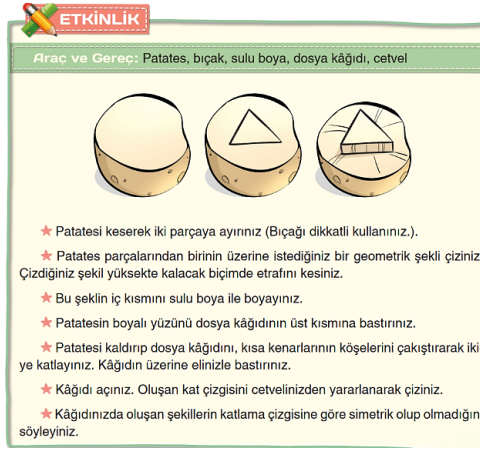 ETKİNLİK
Araç ve Gereç: Patates, bıçak, sulu boya, dosya kâğıdı, cetvel
★ Patatesi keserek iki parçaya ayırınız (Bıçağı dikkatli kullanınız.).
★ Patates parçalarından birinin üzerine istediğiniz bir geometrik şekli çiziniz
Çizdiğiniz şekil yüksekte kalacak biçimde etrafını kesiniz.
★ Bu şeklin iç kısmını sulu boya ile boyayınız.
★ Patatesin boyalı yüzünü dosya kâğıdının üst kısmına bastırınız.
★ Patatesi kaldırıp dosya kâğıdını, kısa kenarlarının köşelerini çakıştırarak iki
ye katlayınız. Kâğıdın üzerine elinizle bastırınız.
★ Kâğıdı açınız. Oluşan kat çizgisini cetvelinizden yararlanarak çiziniz.
★ Kâğıdınızda oluşan şekillerin katlama çizgisine göre simetrik olup olmadığın
söyleyiniz.